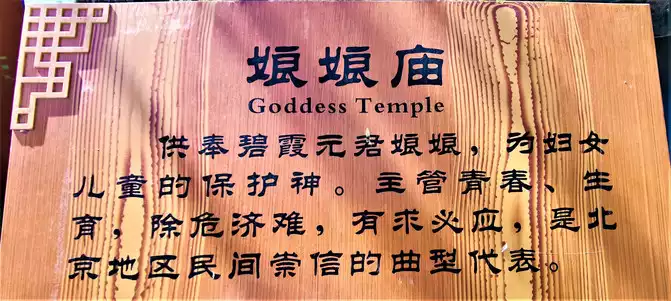 娘娘庙
Goddess Temple
供奉碧霞元君娘娘，为妇女
儿童的保护神。主管青春、生
育，除危济难，有求必应，是北
京地区民间崇信的曲型代表。